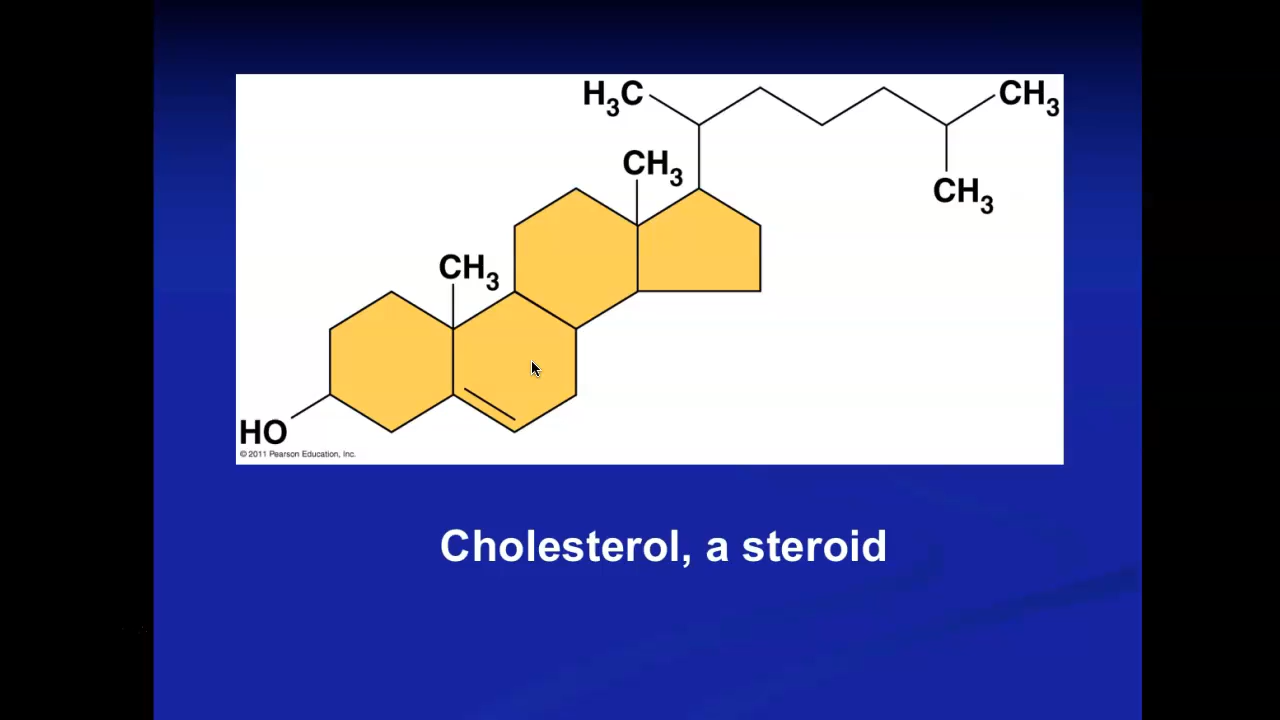 H3C
CH3
CH3
CH3
CH3
HO
© 2011 Pearson Education, Inc.
Cholesterol, a steroid